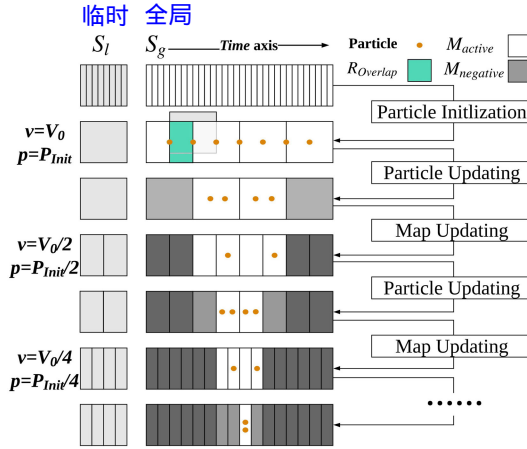 临时 全局
S_l S_g Time axis Particle M_active
R_Overlap M_negative
Particle Initlization
v=V_0
p=P_Init
Particle Updating
Map Updating
v=V_0/2
p=P_Init/2
Particle Updating
Map Updating
v=V_0/4
p=P_Init/4
......